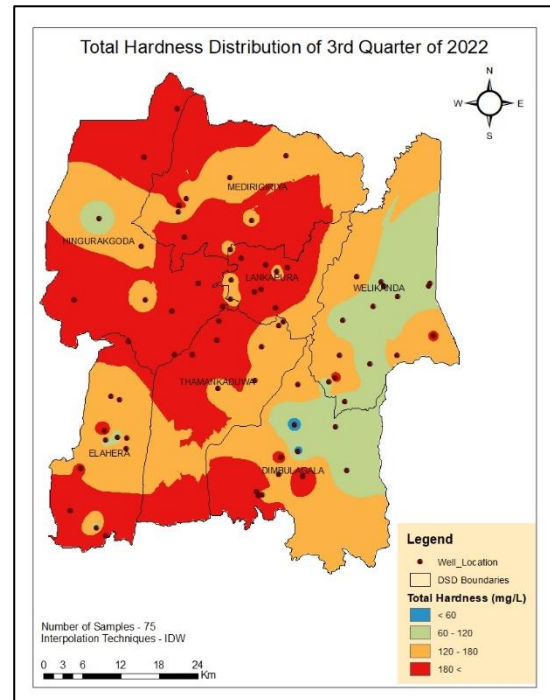 Total Hardness Distribution of 3rd Quarter of 2022
N
W E
S
MEDIRIGIRIYA
HINGURAKGODA
LANKAPURA
WELIKANDA
THAMANKADUWA
ELAHERA
DIMBULAGALA
Legend
Well_Location
DSD Boundaries
Total Hardness (mg/L)
< 60
60 - 120
120 - 180
180 <
Number of Samples - 75
Interpolation Techniques - IDW
0 3 6 12 18 24
Km